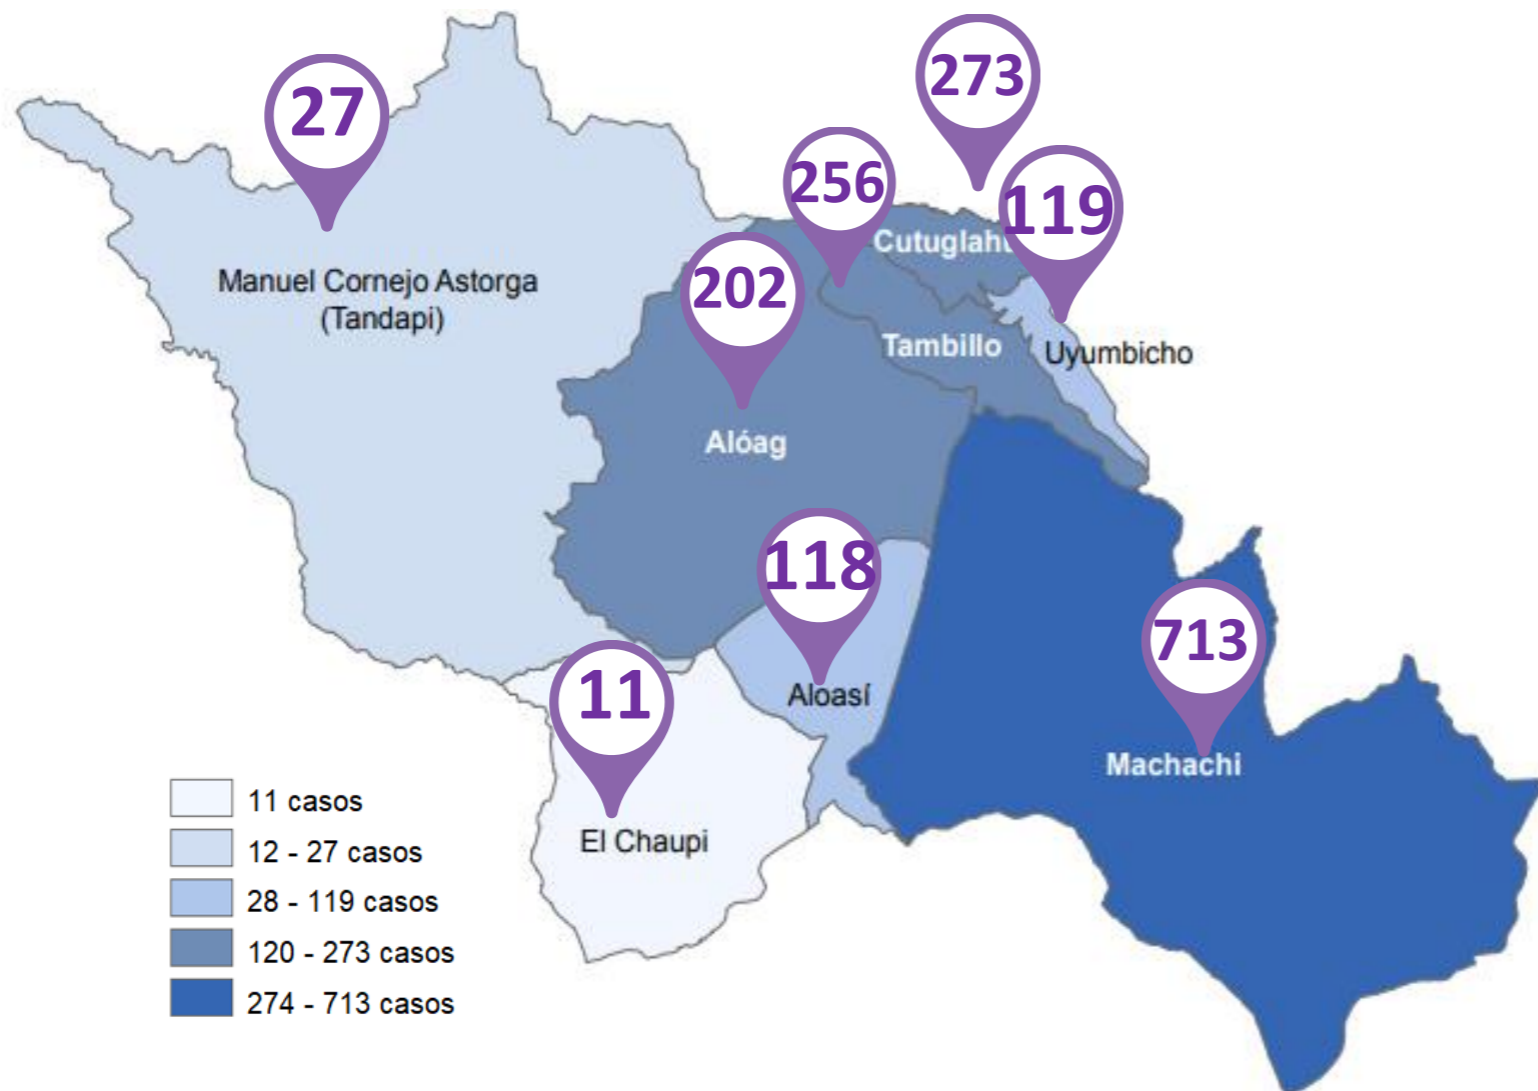 27
273
256
119
202
Cutuglahu
Manuel Cornejo Astorga
(Tandapi)
Tambillo
Uyumbicho
Alóag
118
713
11
Aloasí
Machachi
El Chaupi
11 casos
12 - 27 casos
28 - 119 casos
120 - 273 casos
274 - 713 casos